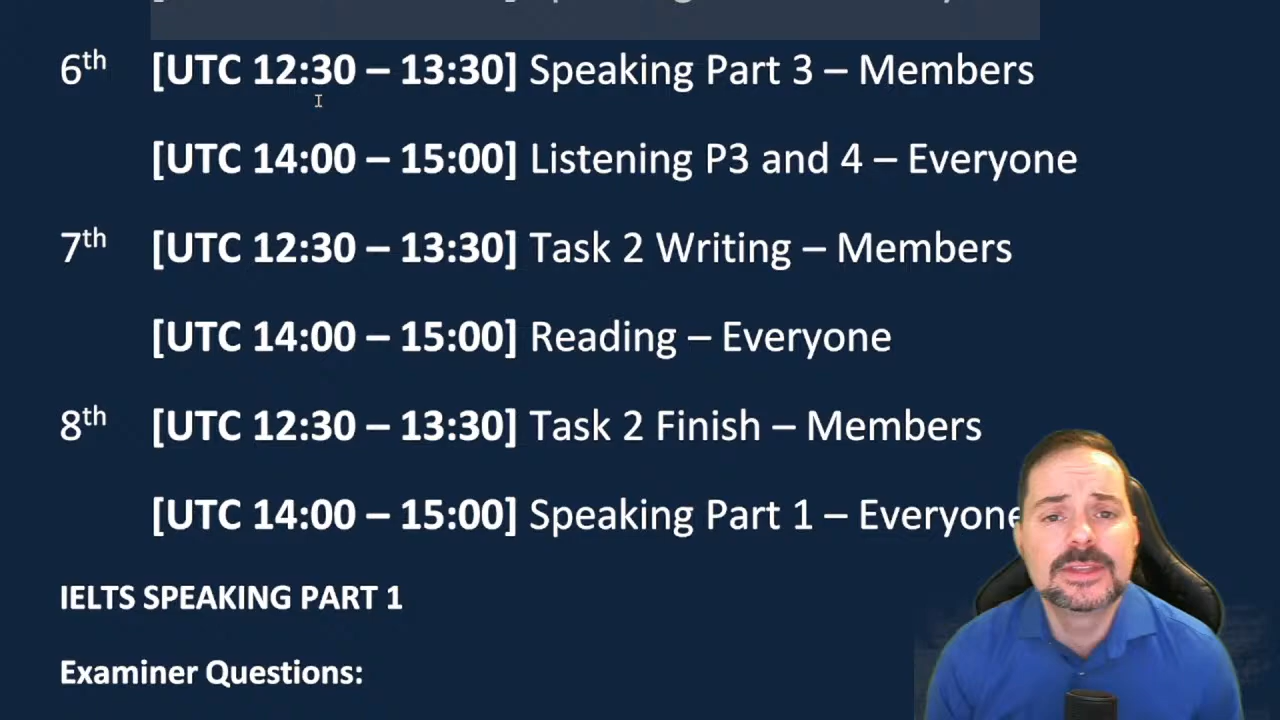 6th [UTC 12:30 – 13:30] Speaking Part 3 – Members
[UTC 14:00 – 15:00] Listening P3 and 4 – Everyone
7th [UTC 12:30 – 13:30] Task 2 Writing – Members
[UTC 14:00 – 15:00] Reading – Everyone
8th [UTC 12:30 – 13:30] Task 2 Finish – Members
[UTC 14:00 – 15:00] Speaking Part 1 – Everyone
IELTS SPEAKING PART 1
Examiner Questions: